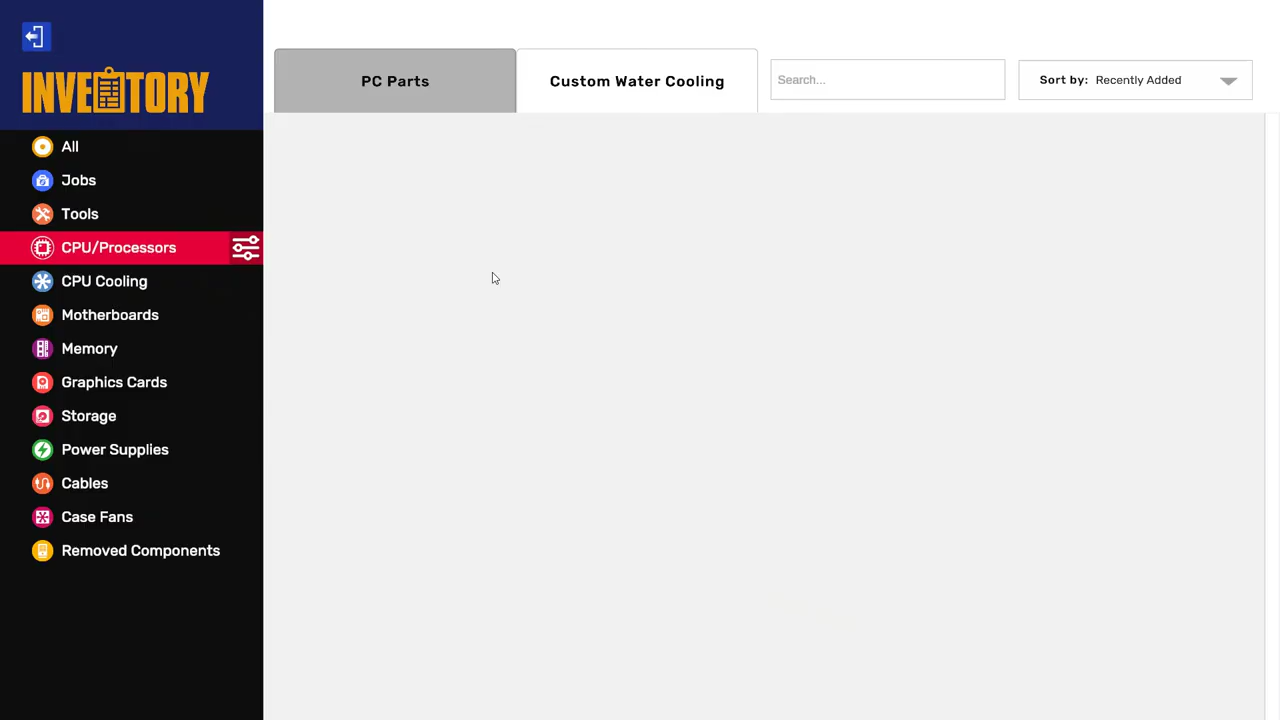 INVENTORY
PC Parts
Custom Water Cooling
Search...
Sort by: Recently Added
All
Jobs
Tools
CPU/Processors
CPU Cooling
Motherboards
Memory
Graphics Cards
Storage
Power Supplies
Cables
Case Fans
Removed Components